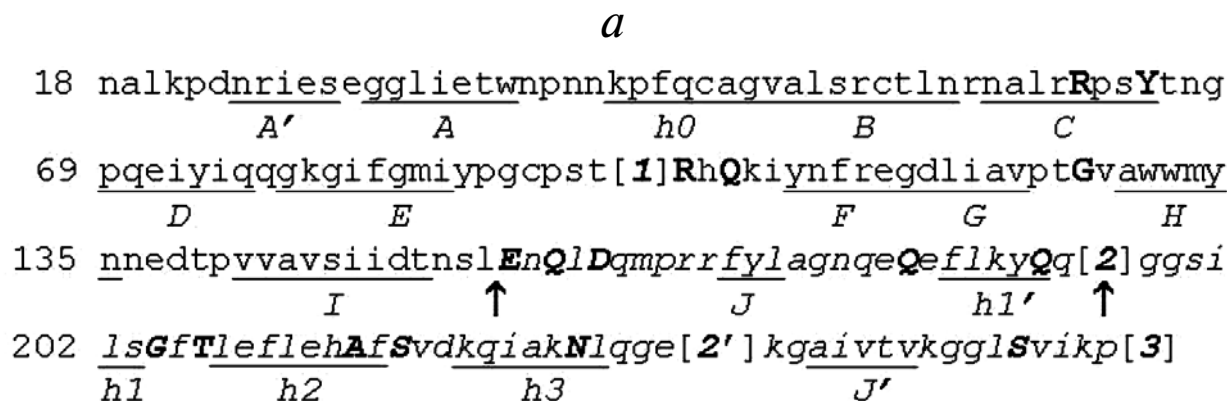 a
18 nalkpdnriesegglietwnpnnkpfqcagvalsrctlnrnalrRpsYtng
A' A h0 B C
69 pqeiyiqqgkgifgmiypgcpst[1]RhQkiynfregdliavptGvawwmy
D E F G H
135 nnedtpvvavsiidtnslEnQlDqmprrfylagnqeQeflkyQq[2]ggsi
I ↑ J h1' ↑
202 lsGfTleflehAfSvdkqiakNlqge[2']kgaivtvkgglSvikp[3]
h1 h2 h3 J'